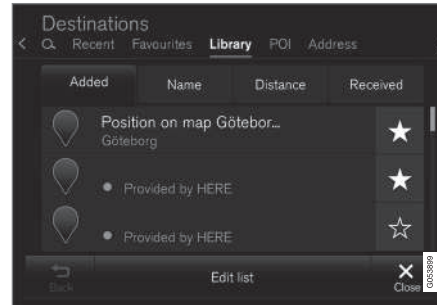 Destinations
Recent Favourites Library POI Address
Added Name Distance Received
Position on map Götebor...
Göteborg
Provided by HERE
Provided by HERE
Back Edit list Close
G053899